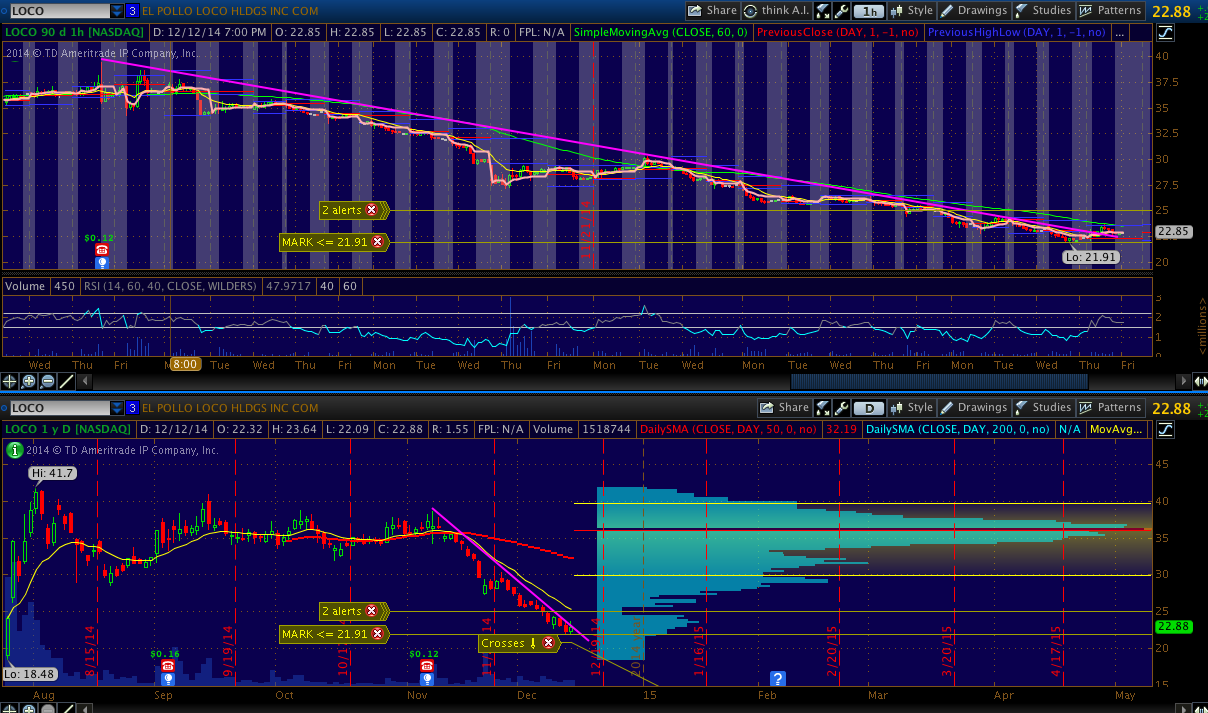 LOCO 3 EL POLLO LOCO HLDGS INC COM Share think A.I. 1h Style Drawings Studies Patterns 22.88
LOCO 90 d 1h [NASDAQ] D: 12/12/14 7:00 PM O: 22.85 H: 22.85 L: 22.85 C: 22.85 R: 0 FPL: N/A SimpleMovingAvg (CLOSE, 60, 0) PreviousClose (DAY, 1, −1, no) PreviousHighLow (DAY, 1, −1, no) ...
2014 © TD Ameritrade IP Company, Inc.
40
37.5
35
32.5
30
27.5
2 alerts 25
$0.12
22.85
MARK <= 21.91
Lo: 21.91
20
Volume 450 RSI (14, 60, 40, CLOSE, WILDERS) 47.9717 40 60
3
2
1
0
<millions>
Wed Thu Fri 8:00 Tue Wed Thu Fri Mon Tue Wed Thu Fri Mon Tue Wed Mon Tue Wed Thu Fri Mon Tue Wed Thu Fri
LOCO 3 EL POLLO LOCO HLDGS INC COM Share D Style Drawings Studies Patterns 22.88
LOCO 1 y D [NASDAQ] D: 12/12/14 O: 22.32 H: 23.64 L: 22.09 C: 22.88 R: 1.55 FPL: N/A Volume 1518744 DailySMA (CLOSE, DAY, 50, 0, no) 32.19 DailySMA (CLOSE, DAY, 200, 0, no) N/A MovAvg...
i 2014 © TD Ameritrade IP Company, Inc.
Hi: 41.7
45
40
35
30
2 alerts 25
MARK <= 21.91
22.88
Crosses
20
$0.16 $0.12
8/15/14 9/19/14 1/16/15 2/20/15 3/20/15 4/17/15
Lo: 18.48
?
15
Aug Sep Oct Nov Dec 15 Feb Mar Apr May